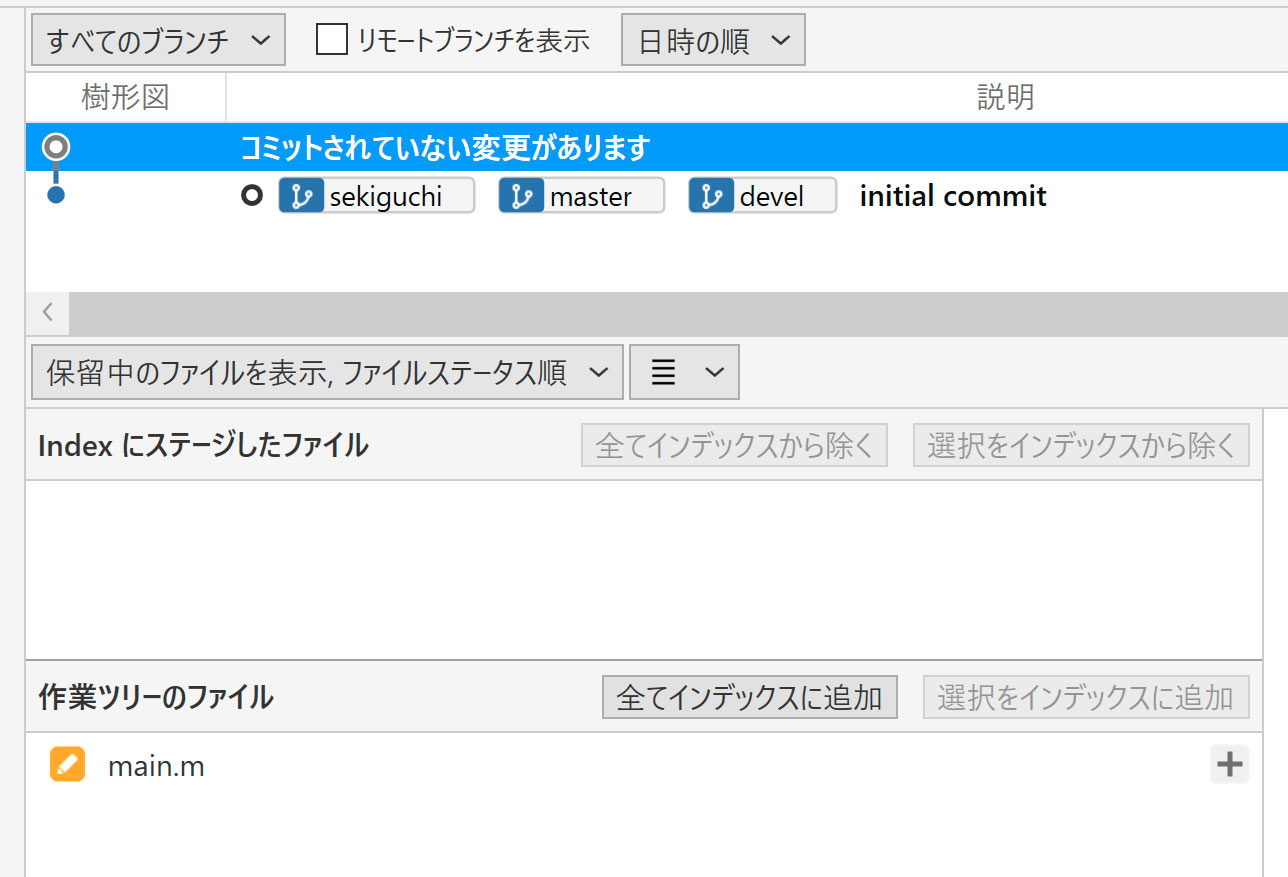 すべてのブランチ リモートブランチを表示 日時の順
樹形図 説明
コミットされていない変更があります
sekiguchi master devel initial commit
保留中のファイルを表示, ファイルステータス順
Index にステージしたファイル 全てインデックスから除く 選択をインデックスから除く
作業ツリーのファイル 全てインデックスに追加 選択をインデックスに追加
main.m